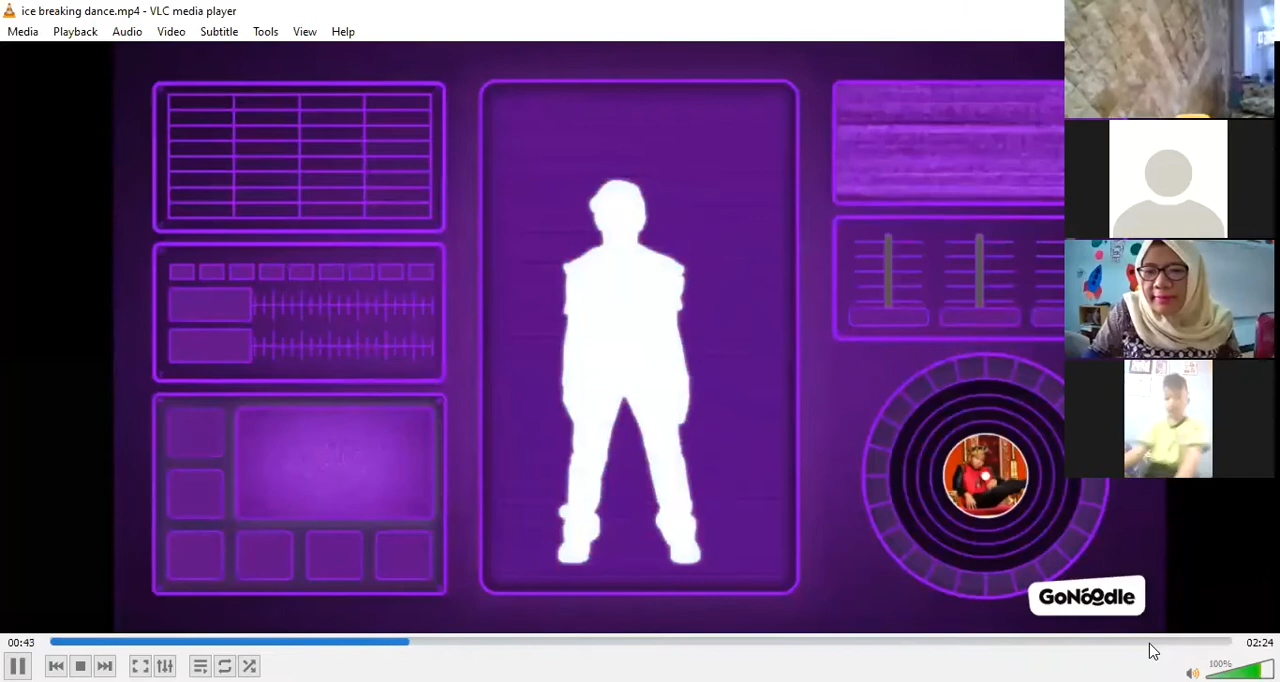 ice breaking dance.mp4 - VLC media player
Media Playback Audio Video Subtitle Tools View Help
GoNoodle
00:43
02:24
100%